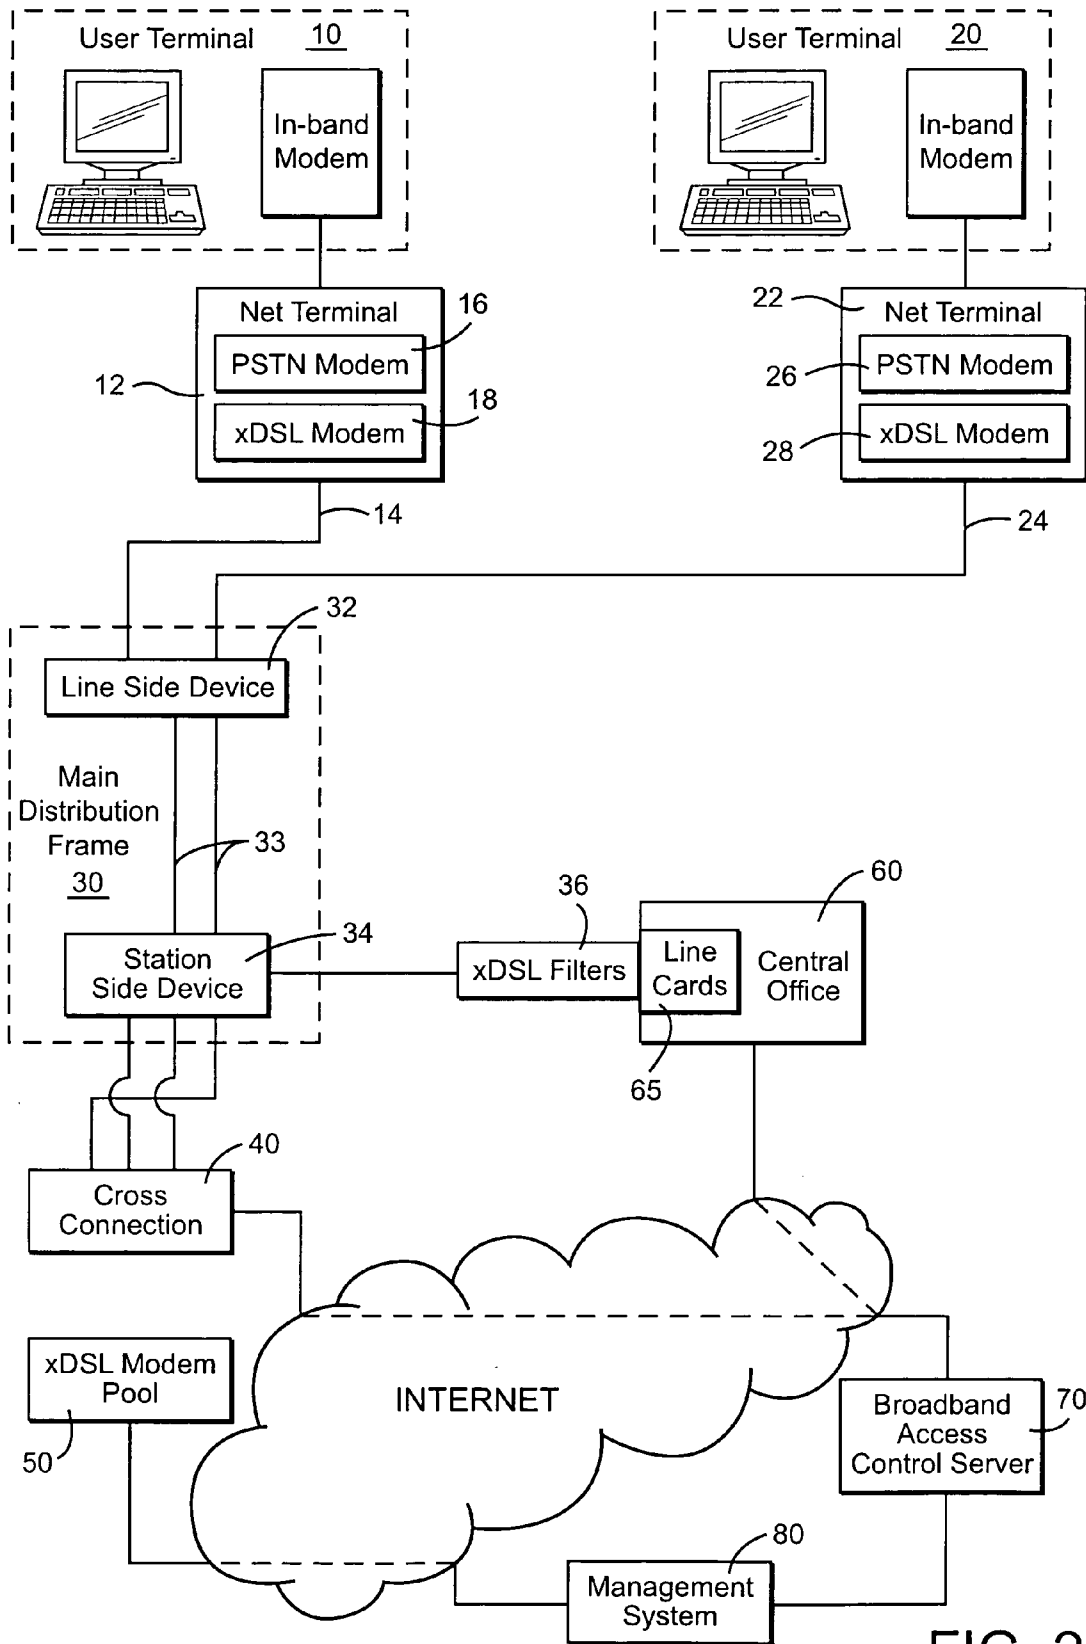 User Terminal 10
In-band
Modem
User Terminal 20
In-band
Modem
Net Terminal
PSTN Modem
xDSL Modem
16
12
18
14
22
Net Terminal
26
PSTN Modem
28
xDSL Modem
24
32
Line Side Device
Main
Distribution
Frame
30
33
34
Station
Side Device
36
xDSL Filters
60
Line
Cards
Central
Office
65
40
Cross
Connection
xDSL Modem
Pool
50
INTERNET
Broadband
Access
Control Server
70
80
Management
System